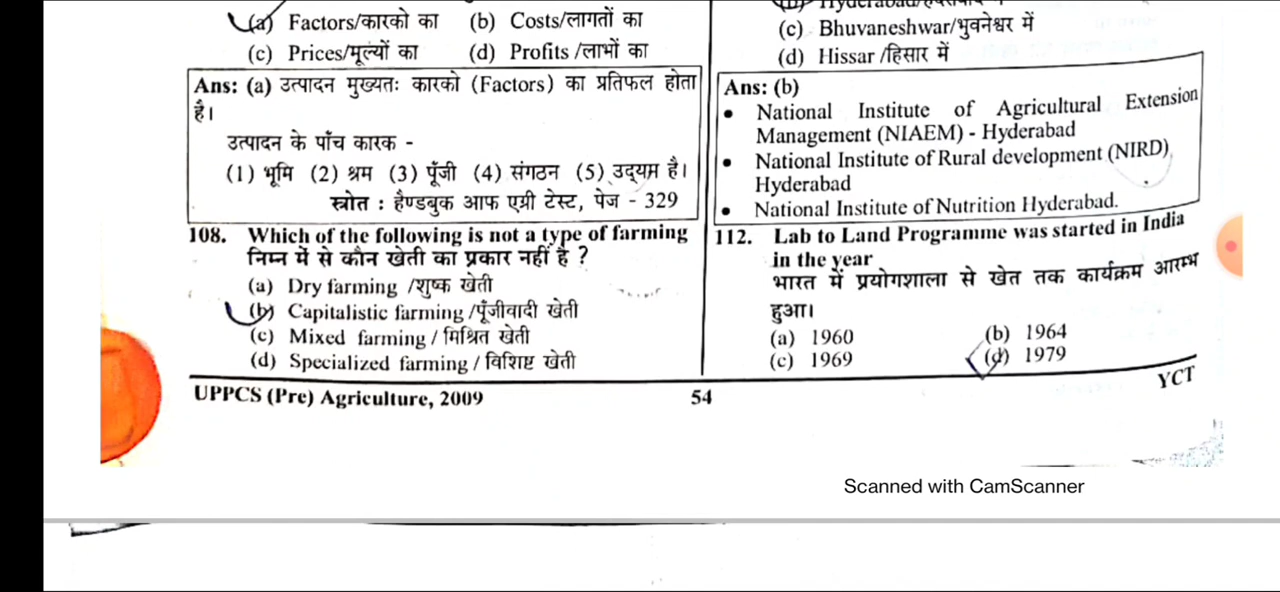 (a) Factors/कारको का (b) Costs/लागतों का
(c) Prices/मूल्यों का (d) Profits /लाभों का
Ans: (a) उत्पादन मुख्यतः कारको (Factors) का प्रतिफल होता
है।
उत्पादन के पाँच कारक -
(1) भूमि (2) श्रम (3) पूँजी (4) संगठन (5) उद्यम है।
स्त्रोत : हैण्डबुक आफ एग्री टेस्ट, पेज - 329
108. Which of the following is not a type of farming
निम्न में से कौन खेती का प्रकार नहीं है ?
(a) Dry farming /शुष्क खेती
(b) Capitalistic farming /पूँजीवादी खेती
(c) Mixed farming / मिश्रित खेती
(d) Specialized farming / विशिष्ट खेती
(c) Bhuvaneshwar/भुवनेश्वर में
(d) Hissar /हिसार में
Ans: (b)
• National Institute of Agricultural Extension
Management (NIAEM) - Hyderabad
• National Institute of Rural development (NIRD)
Hyderabad
• National Institute of Nutrition Hyderabad.
112. Lab to Land Programme was started in India
in the year
भारत में प्रयोगशाला से खेत तक कार्यक्रम आरम्भ
हुआ।
(a) 1960 (b) 1964
(c) 1969 (d) 1979
UPPCS (Pre) Agriculture, 2009 54 YCT
Scanned with CamScanner